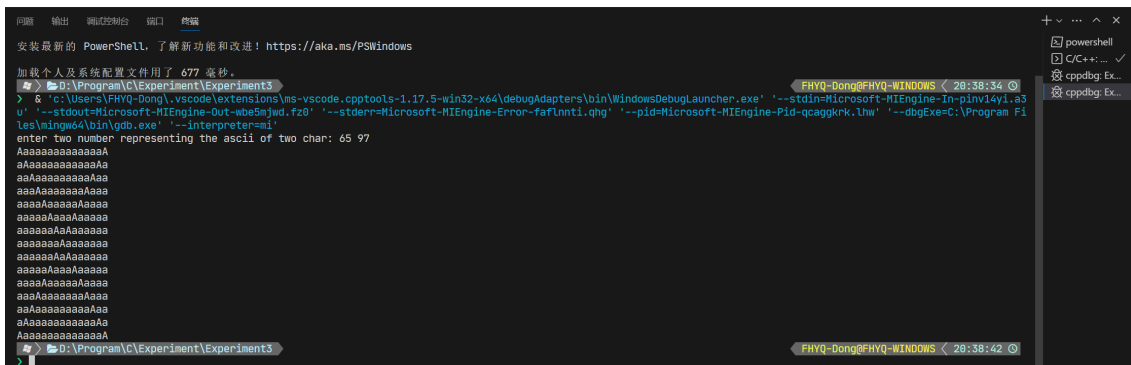 问题 输出 调试控制台 端口 终端
安装最新的 PowerShell，了解新功能和改进！https://aka.ms/PSWindows
加载个人及系统配置文件用了 677 毫秒。
D:\Program\C\Experiment\Experiment3 FHYQ-Dong@FHYQ-WINDOWS 20:38:34
> & 'c:\Users\FHYQ-Dong\.vscode\extensions\ms-vscode.cpptools-1.17.5-win32-x64\debugAdapters\bin\WindowsDebugLauncher.exe' '--stdin=Microsoft-MIEngine-In-pinv14yi.a3
u' '--stdout=Microsoft-MIEngine-Out-wbe5mjwd.fz0' '--stderr=Microsoft-MIEngine-Error-faflnnti.qhg' '--pid=Microsoft-MIEngine-Pid-qcaggkrk.lhw' '--dbgExe=C:\Program Fi
les\mingw64\bin\gdb.exe' '--interpreter=mi'
enter two number representing the ascii of two char: 65 97
AaaaaaaaaaaaaaA
aAaaaaaaaaaaaAa
aaAaaaaaaaaaAaa
aaaAaaaaaaaAaaa
aaaaAaaaaaAaaaa
aaaaaAaaaAaaaaa
aaaaaaAaAaaaaaa
aaaaaaaAaaaaaaa
aaaaaaAaAaaaaaa
aaaaaAaaaAaaaaa
aaaaAaaaaaAaaaa
aaaAaaaaaaaAaaa
aaAaaaaaaaaaAaa
aAaaaaaaaaaaaAa
AaaaaaaaaaaaaaA
D:\Program\C\Experiment\Experiment3 FHYQ-Dong@FHYQ-WINDOWS 20:38:42
>
powershell
C/C++: ...
cppdbg: Ex...
cppdbg: Ex...